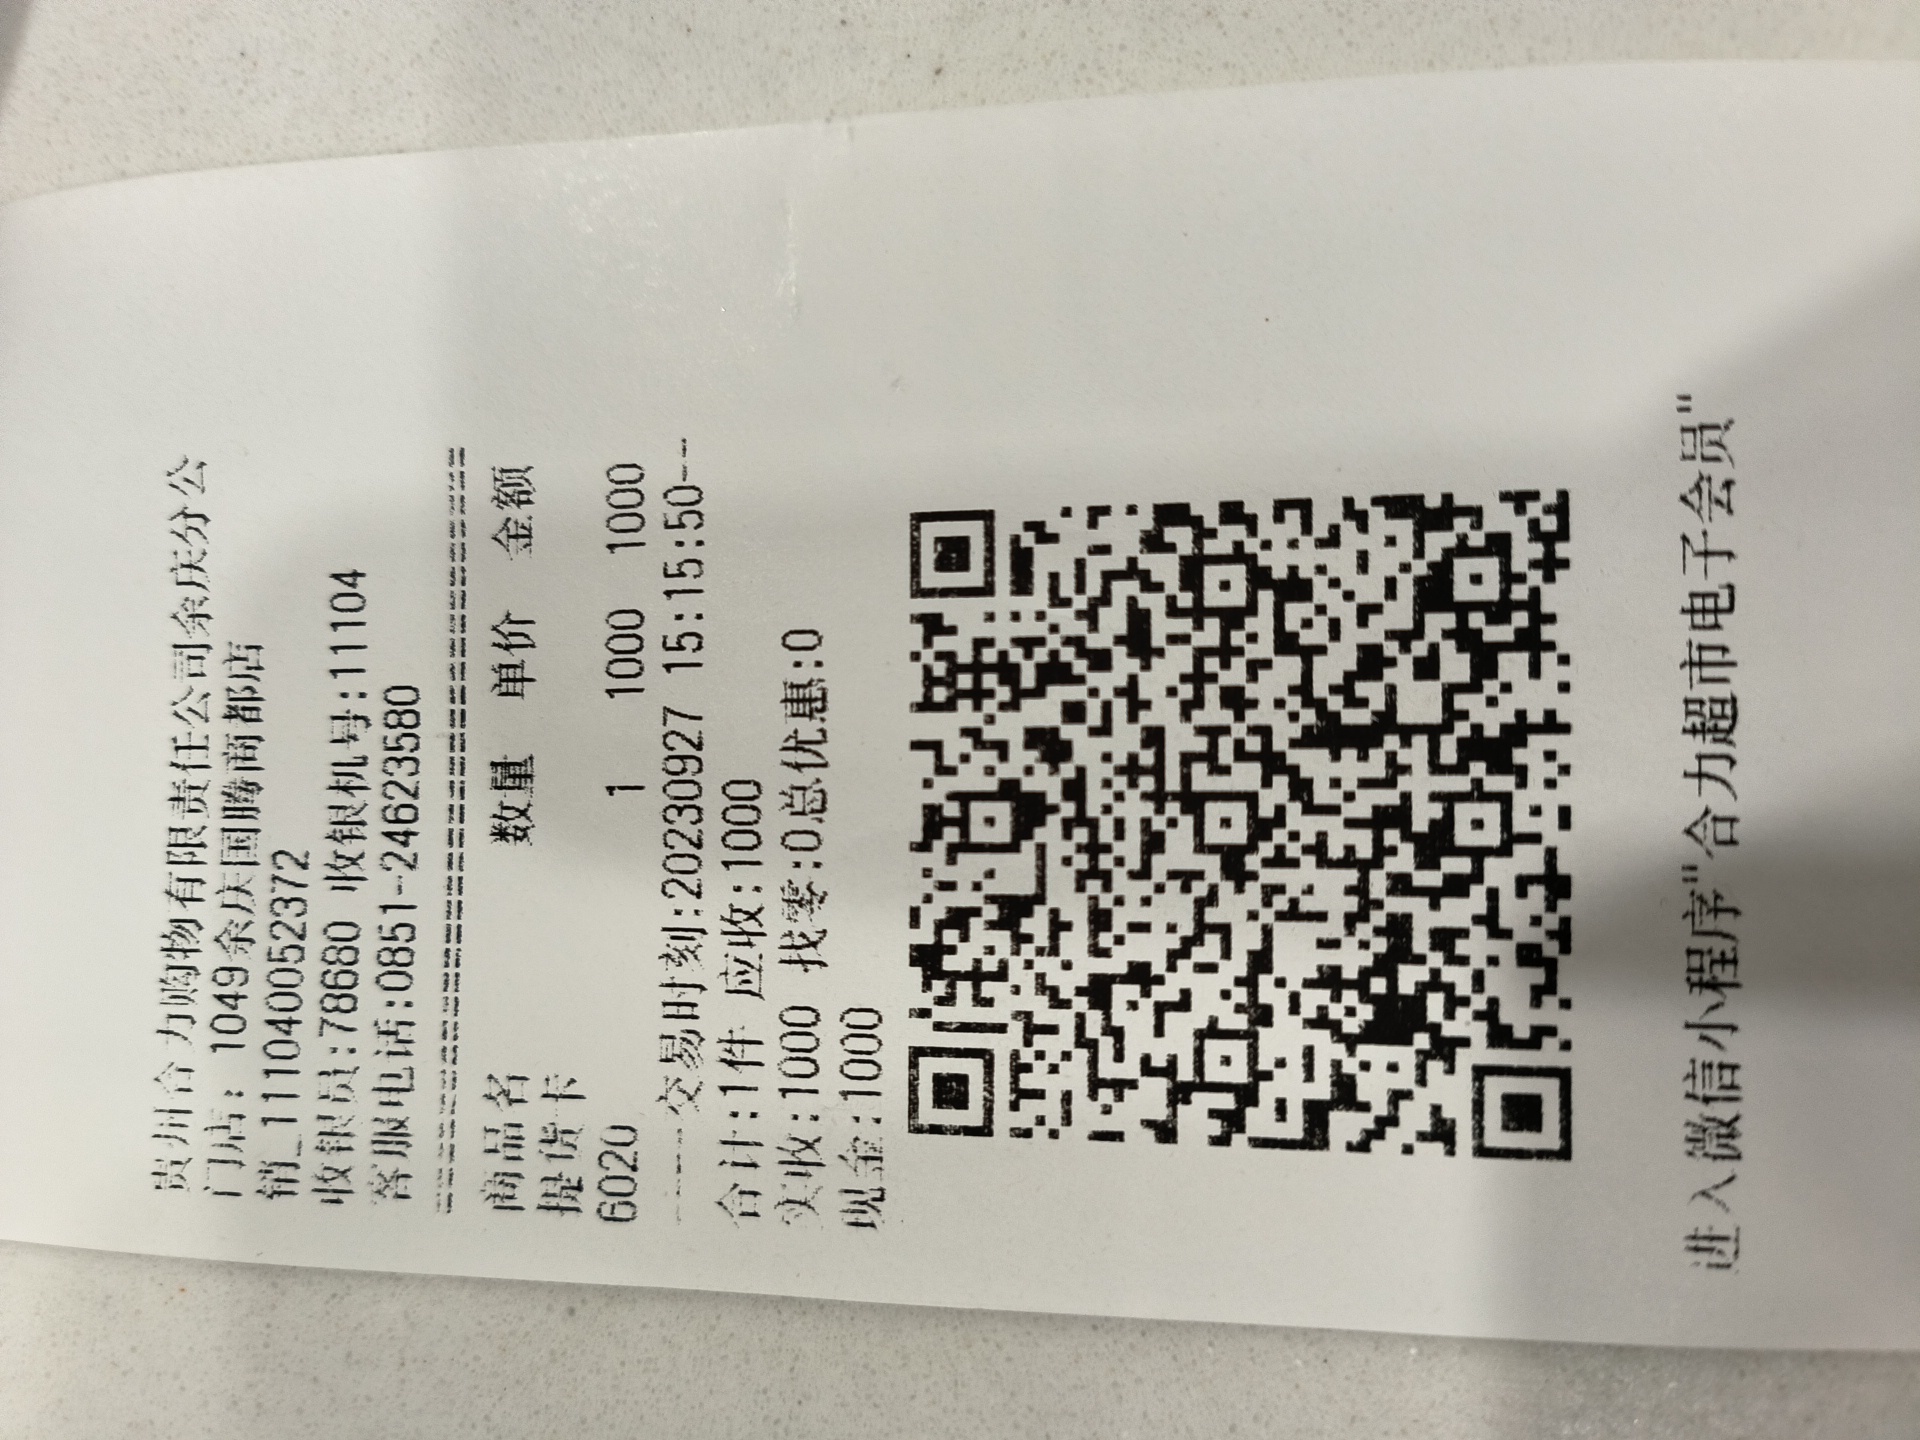 贵州合力购物有限责任公司余庆分公
门店: 1049余庆国腾商都店
销_111040052372
收银员:78680 收银机号:11104
客服电话:0851-24623580
================================
商品名 数量 单价 金额
提货卡
6020 1 1000 1000
----交易时刻:20230927 15:15:50--
合计:1件 应收:1000
实收:1000 找零:0总优惠:0
现金:1000
进入微信小程序"合力超市电子会员"